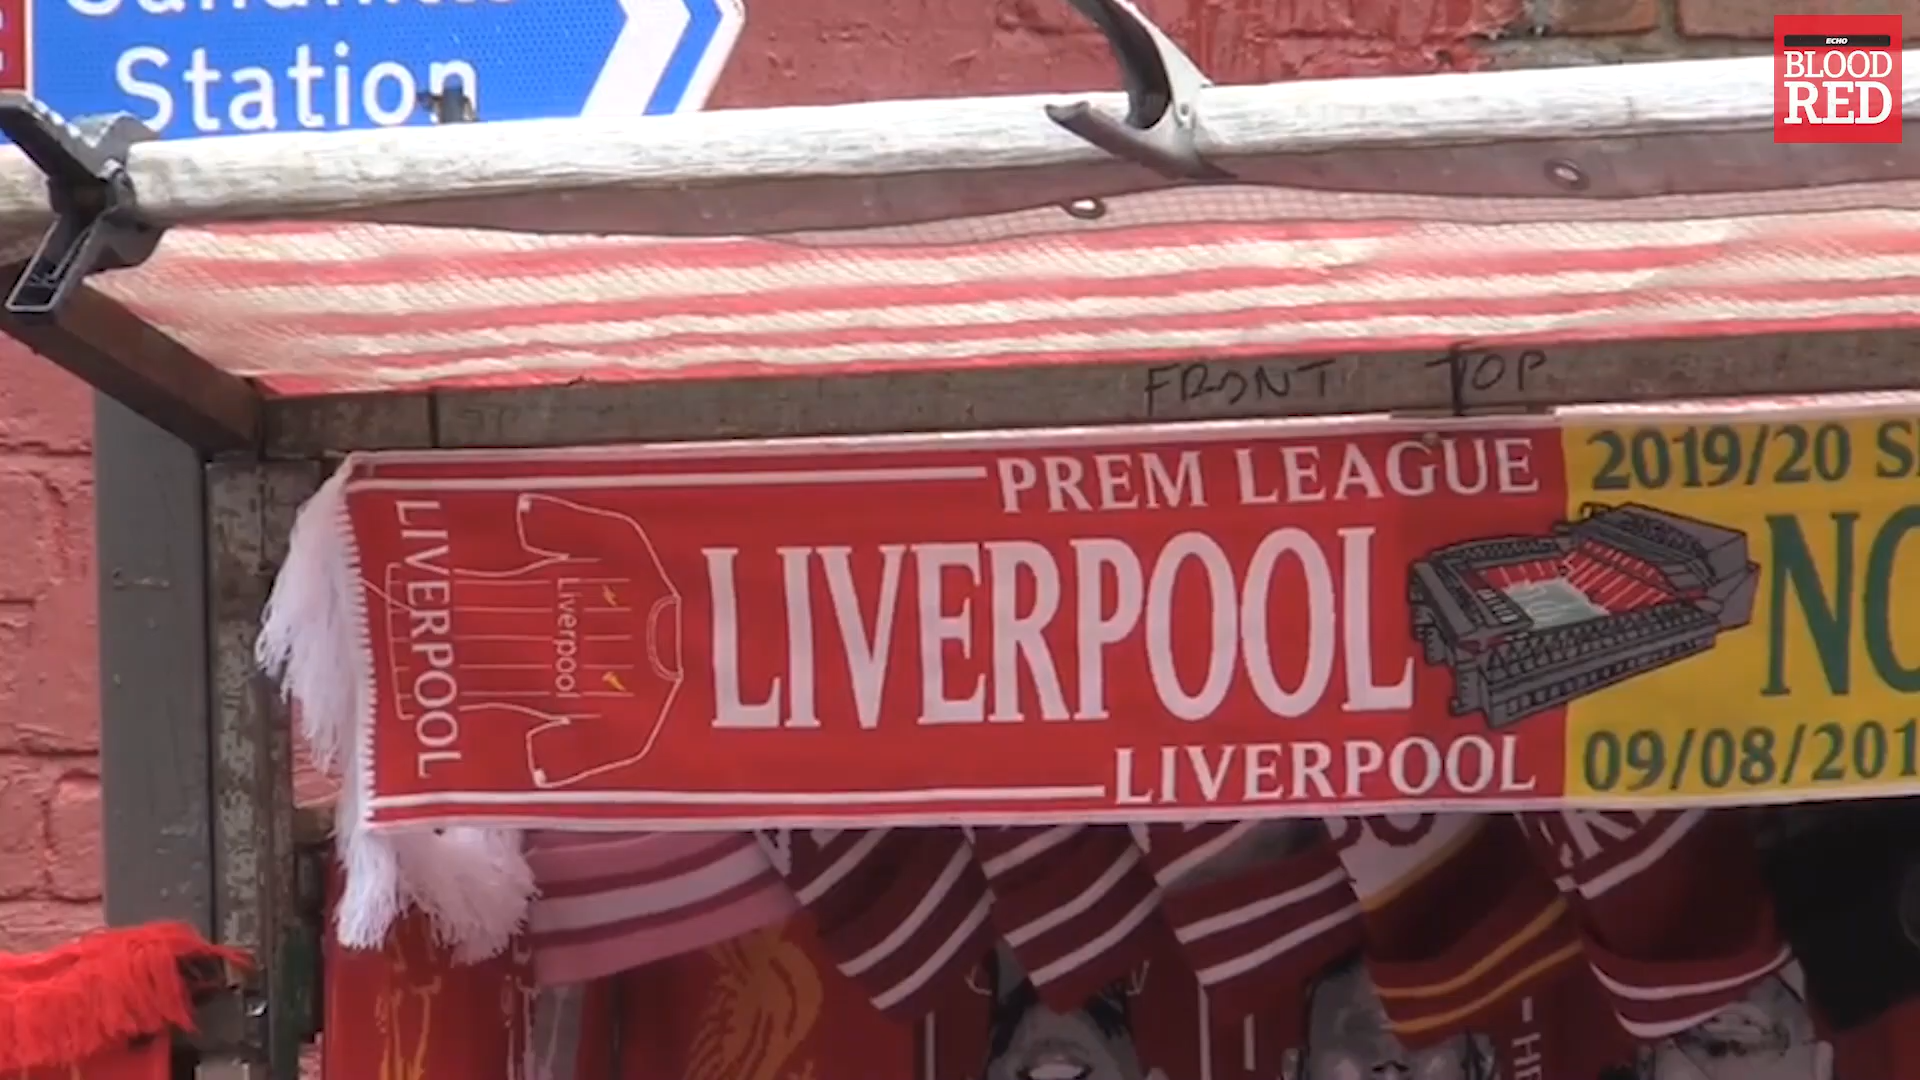 Station
ECHO
BLOOD
RED
FRONT TOP
PREM LEAGUE
2019/20
LIVERPOOL
Liverpool
LIVERPOOL
LIVERPOOL
09/08/201